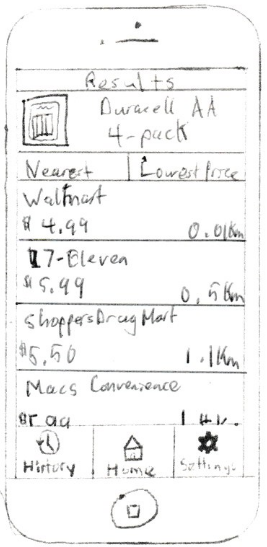 Results
Duracell AA
4-pack
Nearest Lowest Price
Walmart
$4.99 0.01Km
7-Eleven
$5.99 0.5Km
Shoppers Drug Mart
$5.50 1.1Km
Macs Convenience
History Home Settings